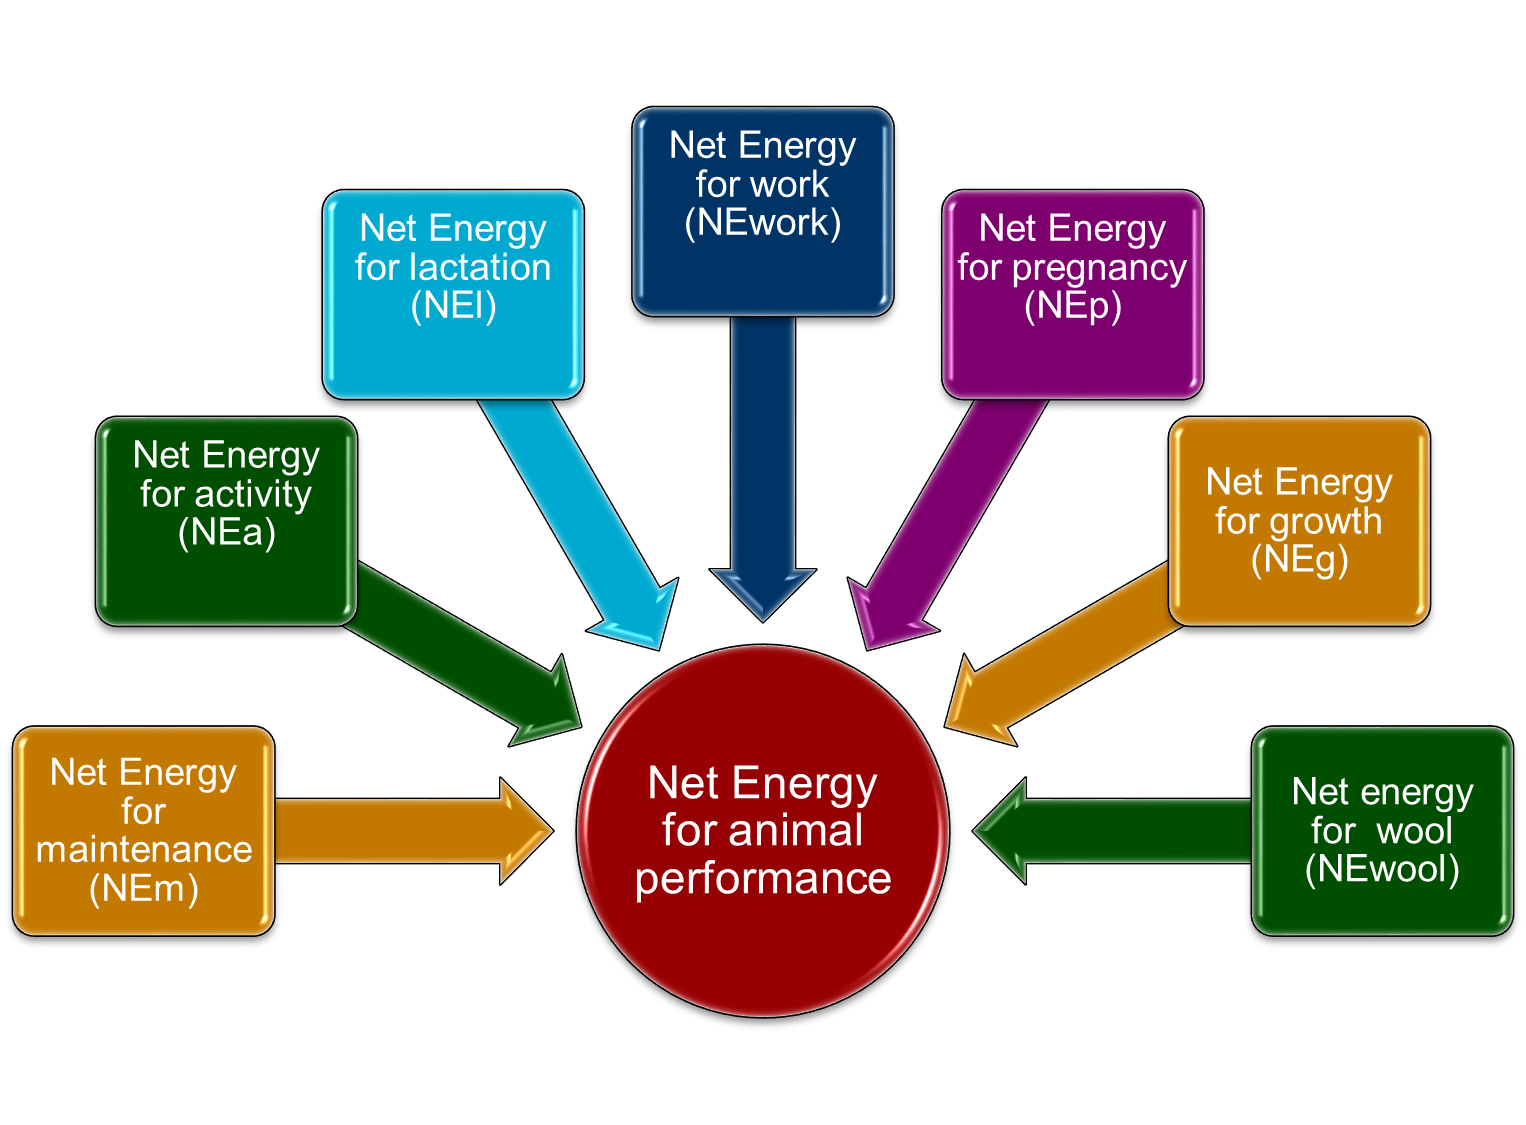 Net Energy
for work
(NEwork)
Net Energy
for lactation
(NEl)
Net Energy
for pregnancy
(NEp)
Net Energy
for activity
(NEa)
Net Energy
for growth
(NEg)
Net Energy
for
maintenance
(NEm)
Net Energy
for animal
performance
Net energy
for  wool
(NEwool)